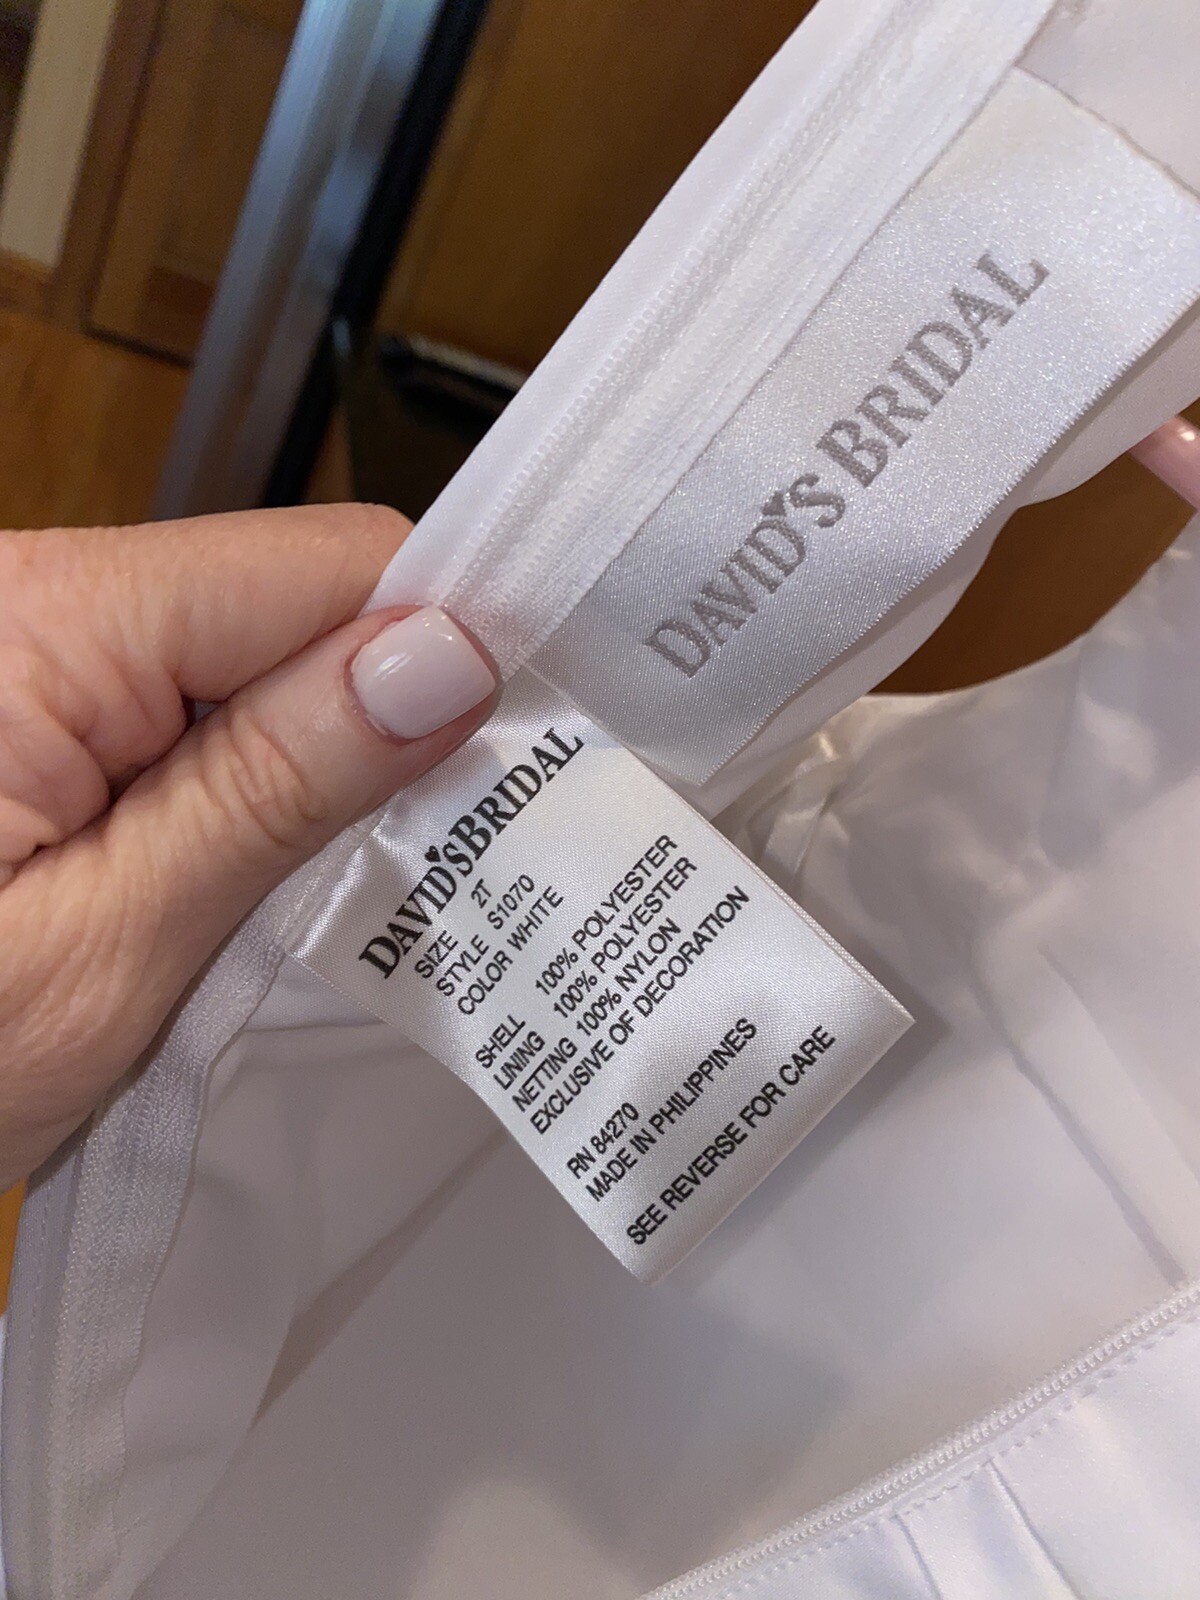 DAVID'S BRIDAL
DAVID'S BRIDAL
SIZE 2T
STYLE S1070
COLOR WHITE
SHELL 100% POLYESTER
LINING 100% POLYESTER
NETTING 100% NYLON
EXCLUSIVE OF DECORATION
RN 84270
MADE IN PHILIPPINES
SEE REVERSE FOR CARE